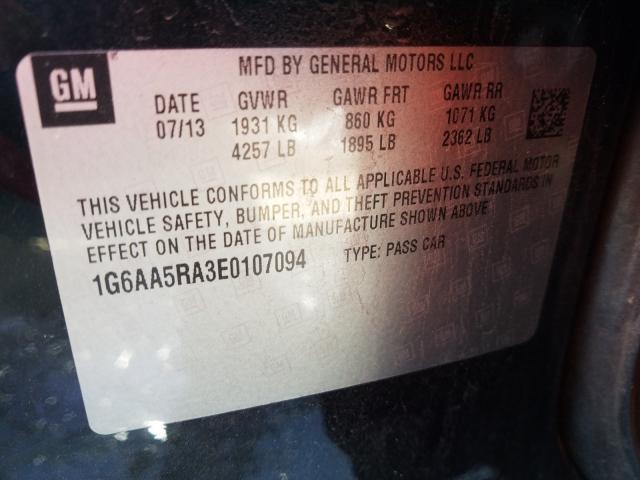 GM
MFD BY GENERAL MOTORS LLC
DATE GVWR GAWR FRT GAWR RR
07/13 1931 KG 860 KG 1071 KG
4257 LB 1895 LB 2362 LB
THIS VEHICLE CONFORMS TO ALL APPLICABLE U.S. FEDERAL MOTOR
VEHICLE SAFETY, BUMPER, AND THEFT PREVENTION STANDARDS IN
EFFECT ON THE DATE OF MANUFACTURE SHOWN ABOVE
1G6AA5RA3E0107094 TYPE: PASS CAR